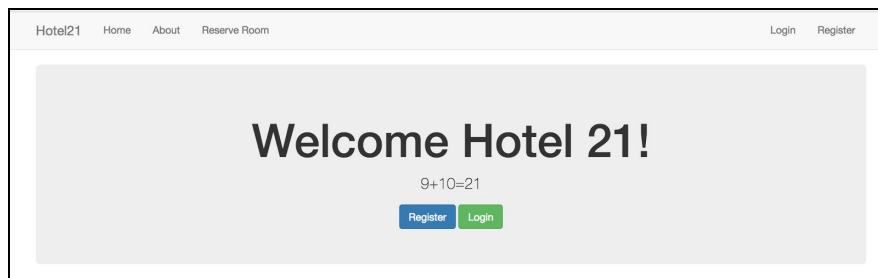 Hotel21 Home About Reserve Room Login Register
Welcome Hotel 21!
9+10=21
Register Login